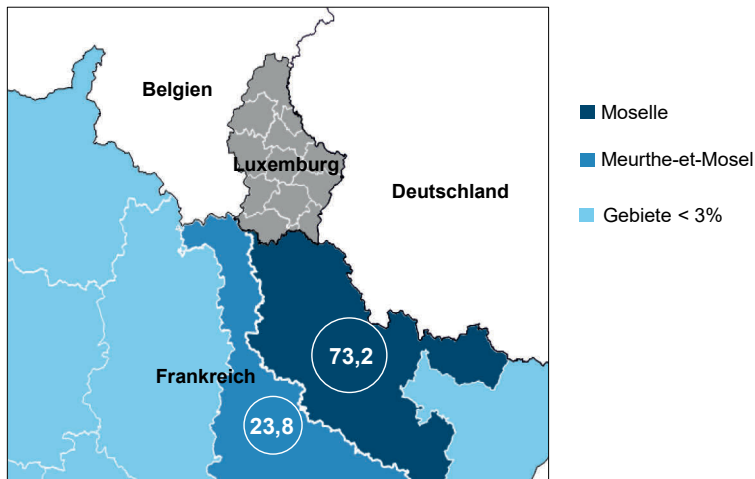 Belgien
Luxemburg
Deutschland
Frankreich
73,2
23,8
Moselle
Meurthe-et-Mosel
Gebiete < 3%